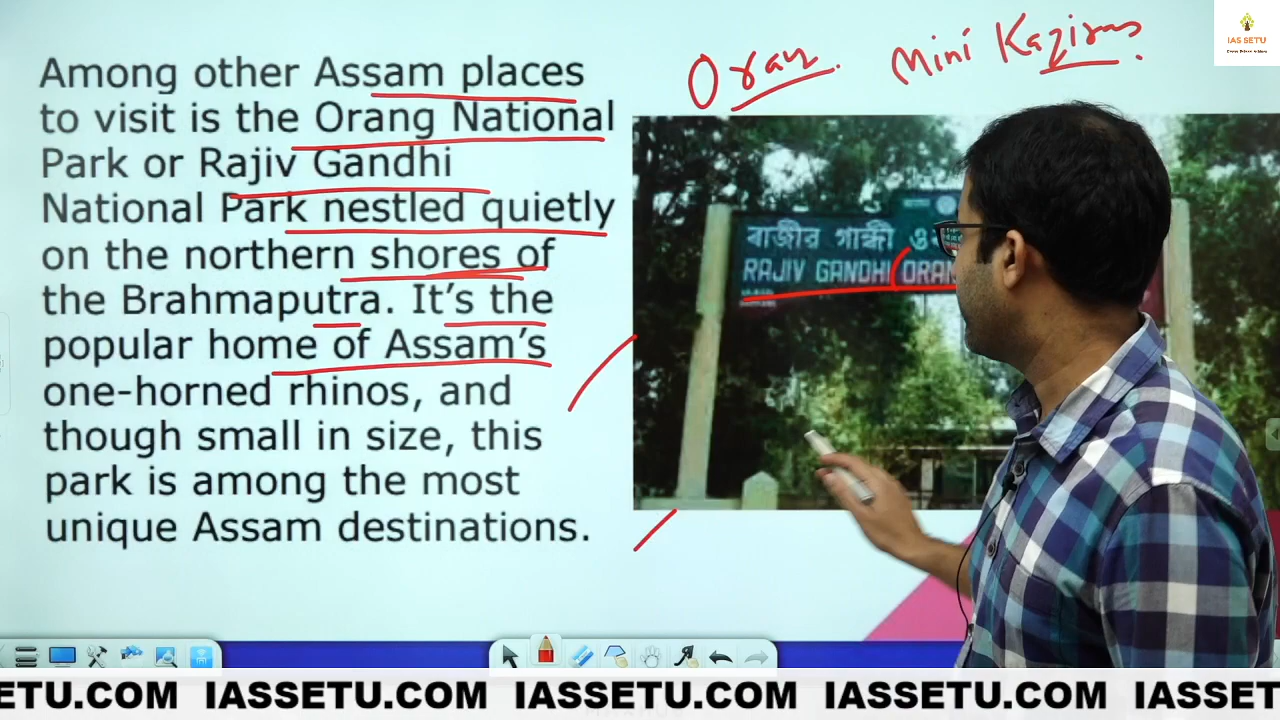 Among other Assam places
to visit is the Orang National
Park or Rajiv Gandhi
National Park nestled quietly
on the northern shores of
the Brahmaputra. It’s the
popular home of Assam’s
one-horned rhinos, and
though small in size, this
park is among the most
unique Assam destinations.
Mini
ৰাজীৱ গান্ধী
RAJIV GANDHI (ORAN
IAS SETU
ETU.COM IASSETU.COM IASSETU.COM IASSETU.COM IASSET